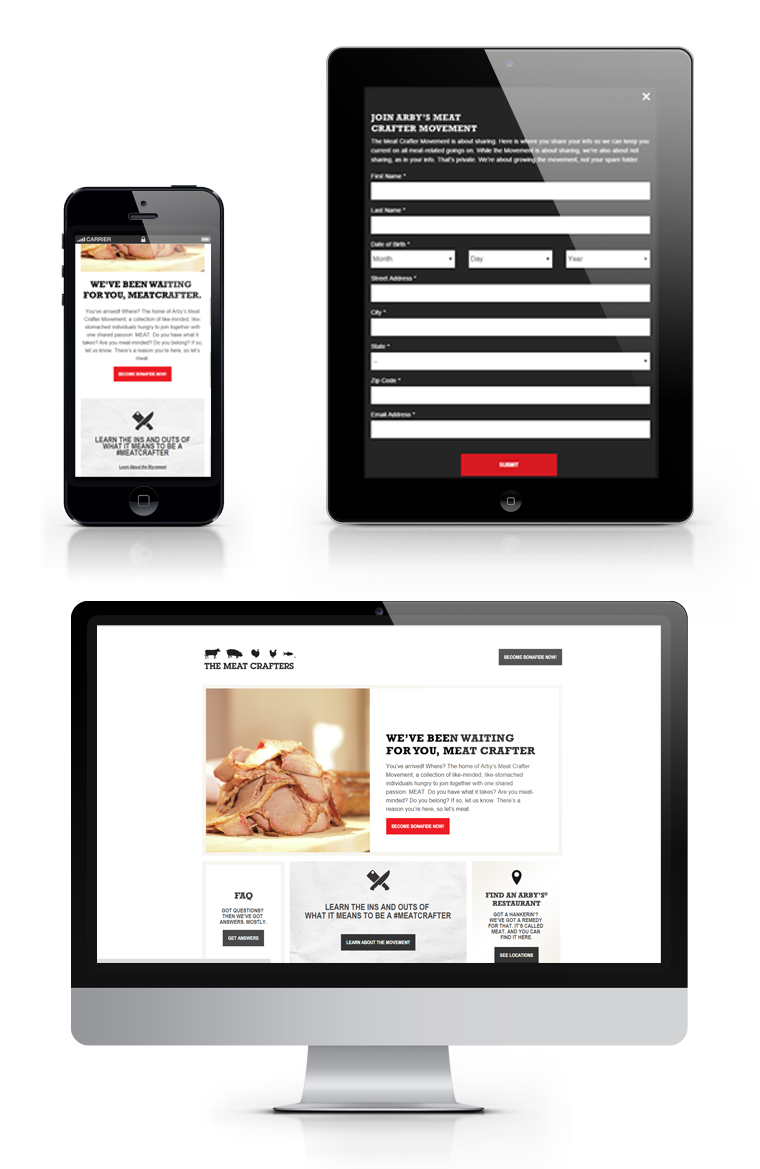 JOIN ARBY'S MEAT
CRAFTER MOVEMENT
The Meat Crafter Movement is about sharing. Here is where you share your info so we can keep you
current on all meat-related goings on. While the Movement is about sharing, we're also about not
sharing, as in your info. That's private. We're about growing the movement, not your spam folder.
First Name *
Last Name *
Date of Birth *
Month Day Year
Street Address *
City *
State *
--
Zip Code *
Email Address *
SUBMIT
CARRIER
WE'VE BEEN WAITING
FOR YOU, MEATCRAFTER.
You've arrived! Where? The home of Arby's Meat
Crafter Movement, a collection of like-minded, like-
stomached individuals hungry to join together with
one shared passion: MEAT. Do you have what it
takes? Are you meat-minded? Do you belong? If so,
let us know. There's a reason you're here, so let's
meat.
BECOME BONAFIDE NOW!
LEARN THE INS AND OUTS OF
WHAT IT MEANS TO BE A
#MEATCRAFTER
Learn About the Movement
THE MEAT CRAFTERS
BECOME BONAFIDE NOW!
WE'VE BEEN WAITING
FOR YOU, MEAT CRAFTER
You've arrived! Where? The home of Arby's Meat Crafter
Movement, a collection of like-minded, like-stomached
individuals hungry to join together with one shared
passion: MEAT. Do you have what it takes? Are you meat-
minded? Do you belong? If so, let us know. There's a
reason you're here, so let's meat.
BECOME BONAFIDE NOW!
FAQ
GOT QUESTIONS?
THEN WE'VE GOT
ANSWERS. MOSTLY.
GET ANSWERS
LEARN THE INS AND OUTS OF
WHAT IT MEANS TO BE A #MEATCRAFTER
LEARN ABOUT THE MOVEMENT
FIND AN ARBY'S®
RESTAURANT
GOT A HANKERIN'?
WE'VE GOT A REMEDY
FOR THAT. IT'S CALLED
MEAT. AND YOU CAN
FIND IT HERE.
SEE LOCATIONS